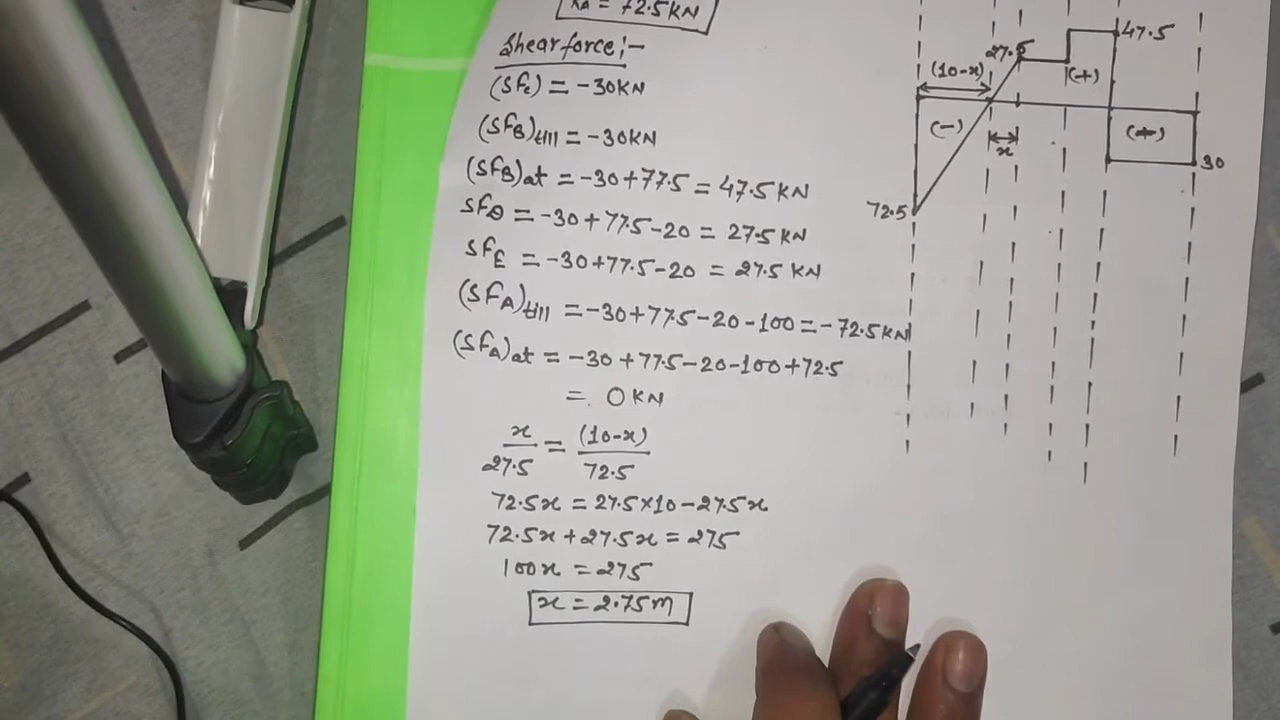 RA = 72.5KN
Shear force :-
(SFc) = -30KN
(SFB)till = -30KN
(SFB)at = -30+77.5 = 47.5 KN
SFD = -30+77.5-20 = 27.5 KN
SFE = -30+77.5-20 = 27.5 KN
(SFA)till = -30+77.5-20-100 = -72.5KN
(SFA)at = -30+77.5-20-100+72.5
= 0 KN
x/27.5 = (10-x)/72.5
72.5x = 27.5×10-27.5x
72.5x+27.5x = 275
100x = 275
x = 2.75m
47.5
27.5
(10-x)
(+)
(-)
(+)
x
30
72.5